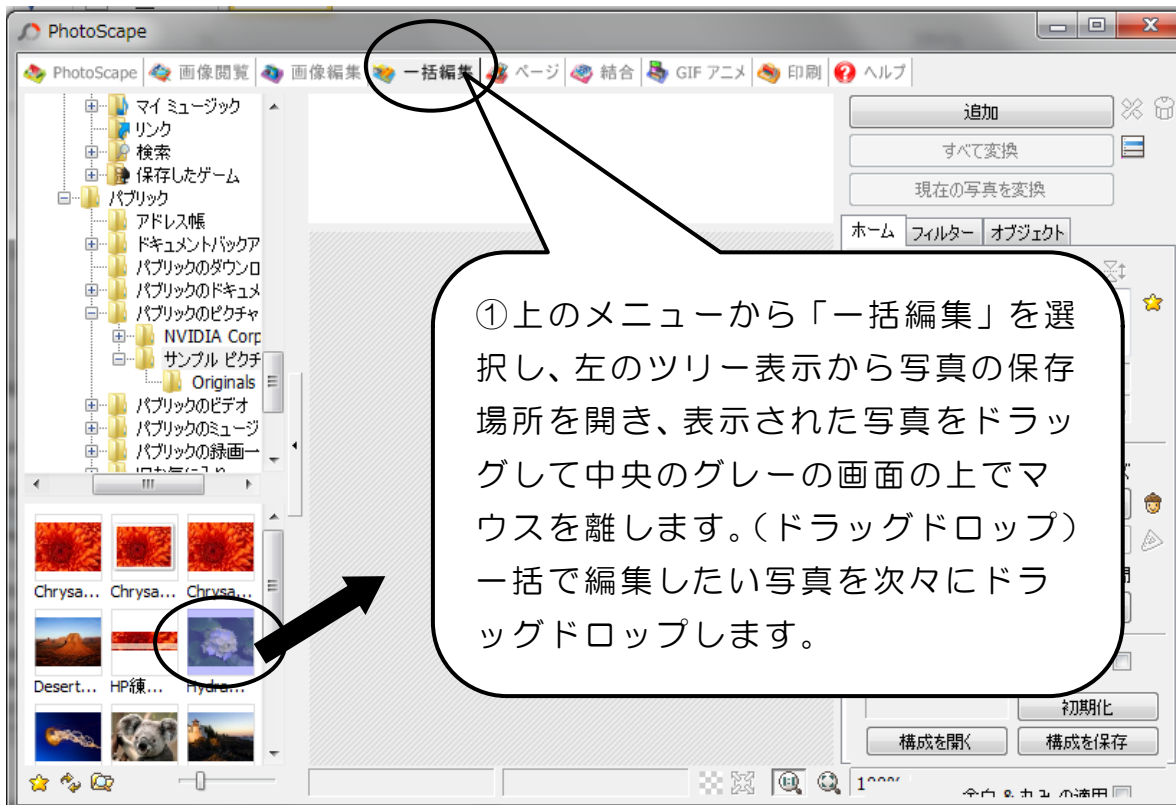 PhotoScape
PhotoScape 画像閲覧 画像編集 一括編集 ページ 結合 GIF アニメ 印刷 ヘルプ
マイ ミュージック
リンク
検索
保存したゲーム
パブリック
アドレス帳
ドキュメントバックア
パブリックのダウンロ
パブリックのドキュメ
パブリックのピクチャ
NVIDIA Corp
サンプル ピクチ
Originals
パブリックのビデオ
パブリックのミュージ
パブリックの録画一
Chrysa... Chrysa... Chrysa...
Desert... HP練... Hydra...
追加
すべて変換
現在の写真を変換
ホーム フィルター オブジェクト
①上のメニューから「一括編集」を選
択し、左のツリー表示から写真の保存
場所を開き、表示された写真をドラッ
グして中央のグレーの画面の上でマ
ウスを離します。（ドラッグドロップ）
一括で編集したい写真を次々にドラ
ッグドロップします。
初期化
構成を開く 構成を保存